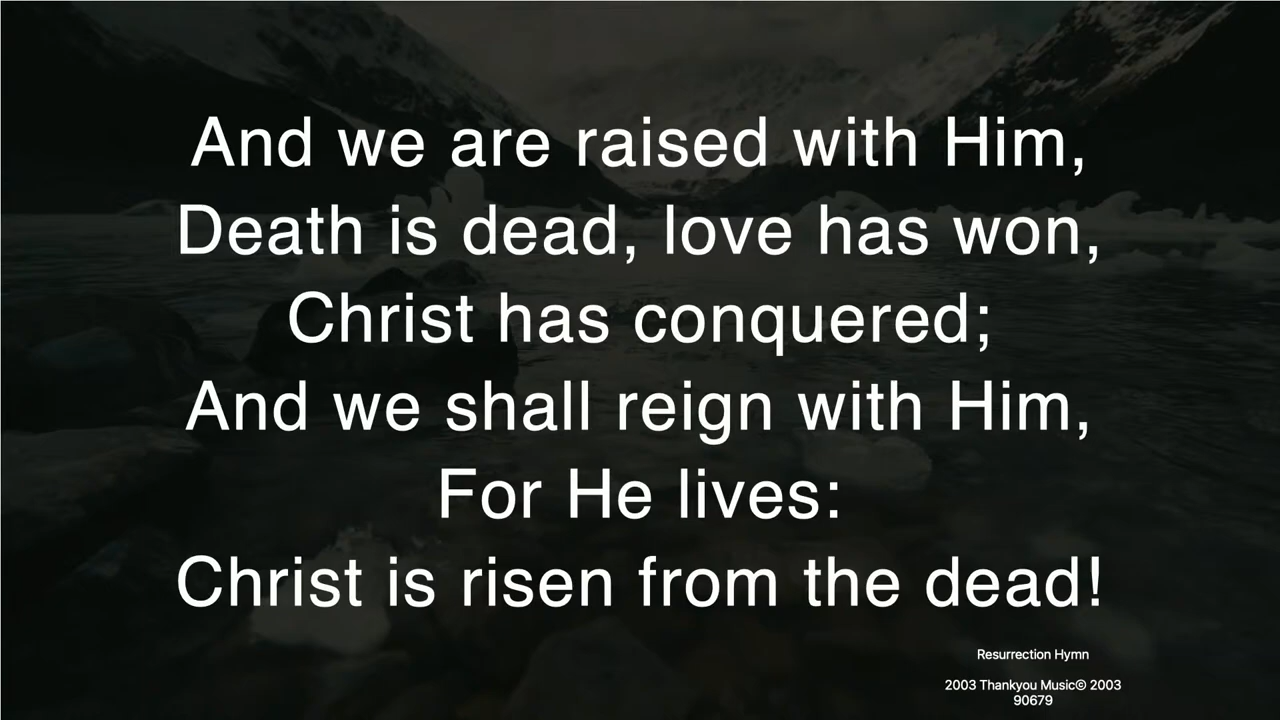 And we are raised with Him,
Death is dead, love has won,
Christ has conquered;
And we shall reign with Him,
For He lives:
Christ is risen from the dead!
Resurrection Hymn
2003 Thankyou Music© 2003
90679